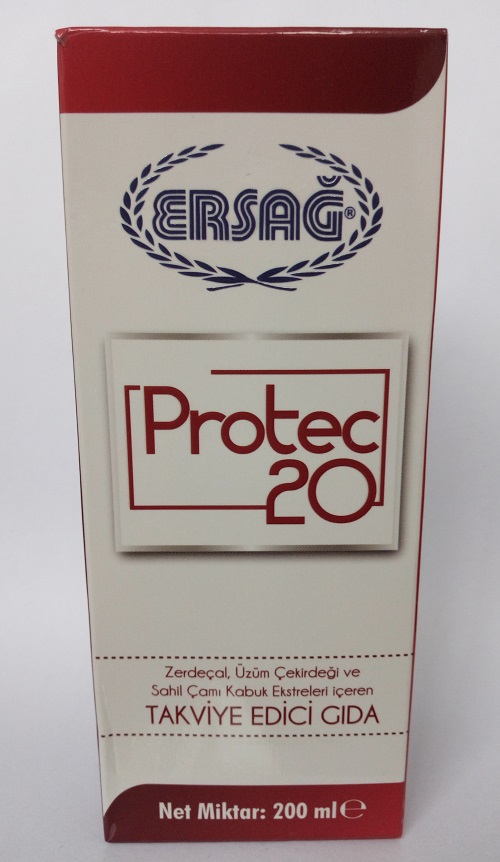 ERSAĞ®
Protec
20
Zerdeçal, Üzüm Çekirdeği ve
Sahil Çamı Kabuk Ekstreleri içeren
TAKVİYE EDİCİ GIDA
Net Miktar: 200 ml ℮